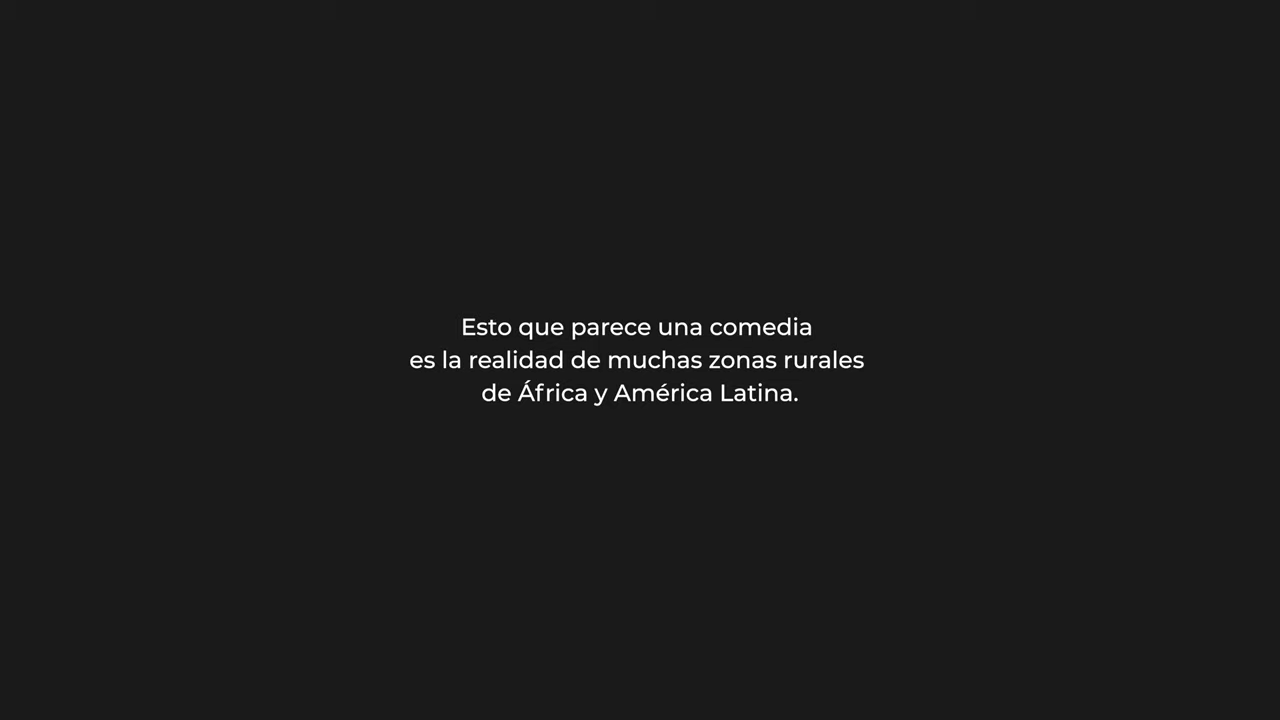 Esto que parece una comedia
es la realidad de muchas zonas rurales
de África y América Latina.